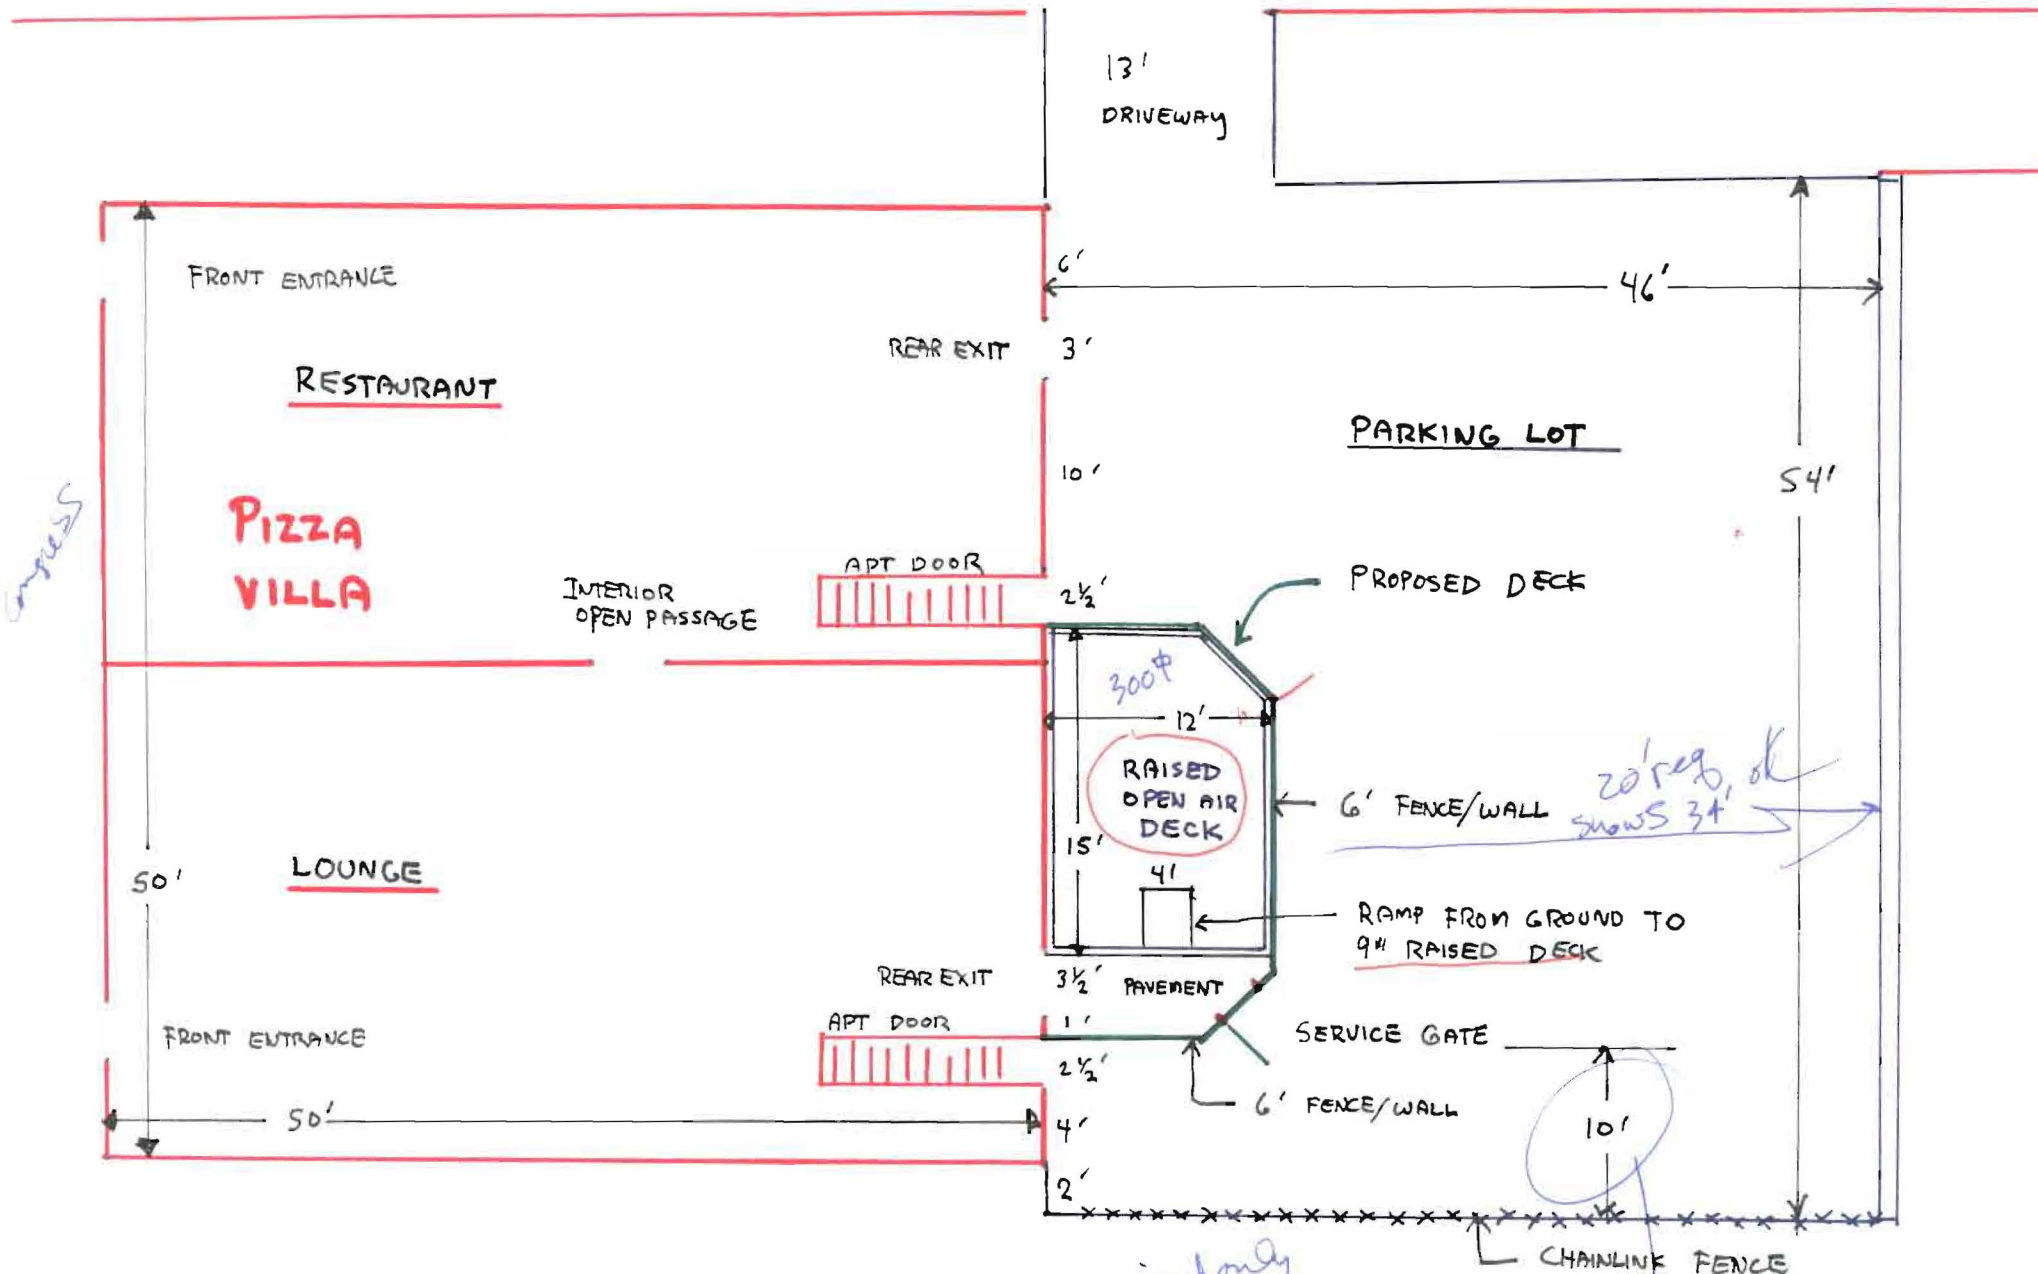 13'
DRIVEWAY
6'
46'
FRONT ENTRANCE
REAR EXIT
3'
RESTAURANT
PARKING LOT
10'
54'
PIZZA
VILLA
APT DOOR
INTERIOR
OPEN PASSAGE
2½'
PROPOSED DECK
12'
RAISED
OPEN AIR
DECK
15'
4'
6' FENCE/WALL
20' req, ok
shows 34'
50'
LOUNGE
RAMP FROM GROUND TO
9" RAISED DECK
REAR EXIT
3½'
PAVEMENT
APT DOOR
1'
FRONT ENTRANCE
SERVICE GATE
2½'
6' FENCE/WALL
10'
50'
4'
2'
CHAINLINK FENCE